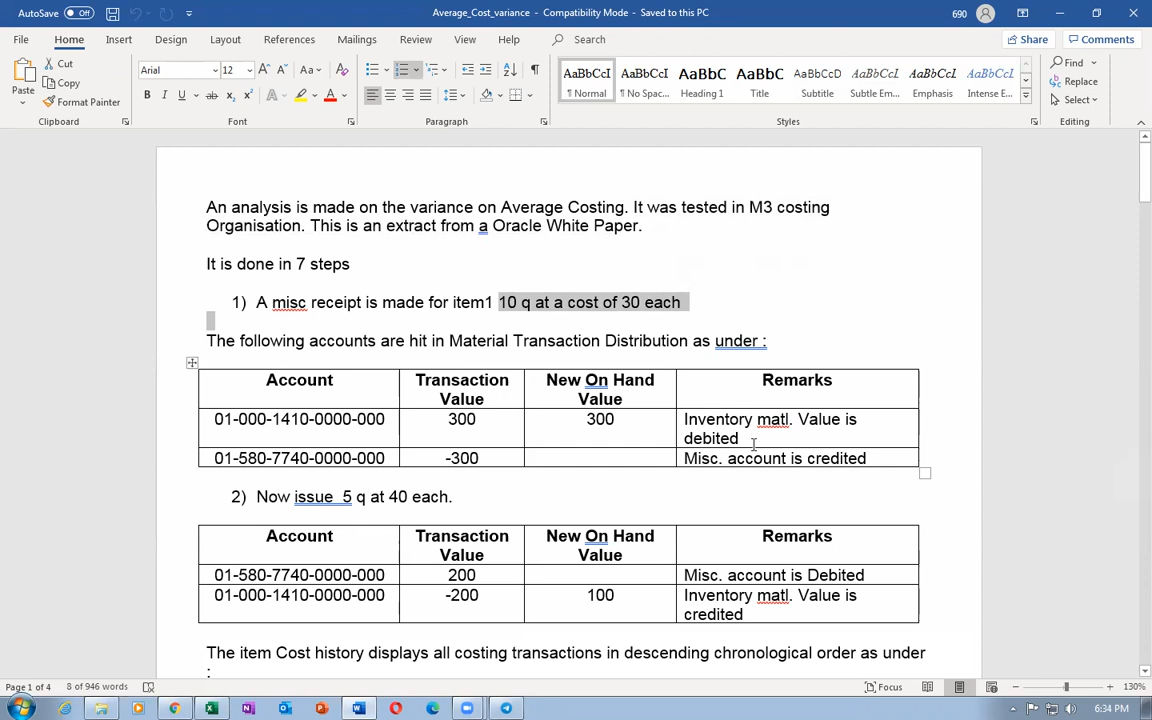 AutoSave Off Average_Cost_variance - Compatibility Mode - Saved to this PC 690
File Home Insert Design Layout References Mailings Review View Help Search Share Comments
Paste Cut Copy Format Painter
Arial 12
AaBbCcI AaBbCcI AaBbCc AaBbCc AaBbCcD AaBbCcI AaBbCcI AaBbCcI
¶ Normal ¶ No Spac... Heading 1 Title Subtitle Subtle Em... Emphasis Intense E...
Find Replace Select
Clipboard Font Paragraph Styles Editing
An analysis is made on the variance on Average Costing. It was tested in M3 costing
Organisation. This is an extract from a Oracle White Paper.
It is done in 7 steps
1) A misc receipt is made for item1 10 q at a cost of 30 each
The following accounts are hit in Material Transaction Distribution as under :
Account Transaction Value New On Hand Value Remarks
01-000-1410-0000-000 300 300 Inventory matl. Value is debited
01-580-7740-0000-000 -300 Misc. account is credited
2) Now issue 5 q at 40 each.
Account Transaction Value New On Hand Value Remarks
01-580-7740-0000-000 200 Misc. account is Debited
01-000-1410-0000-000 -200 100 Inventory matl. Value is credited
The item Cost history displays all costing transactions in descending chronological order as under
:
Page 1 of 4 8 of 946 words Focus 130%
6:34 PM